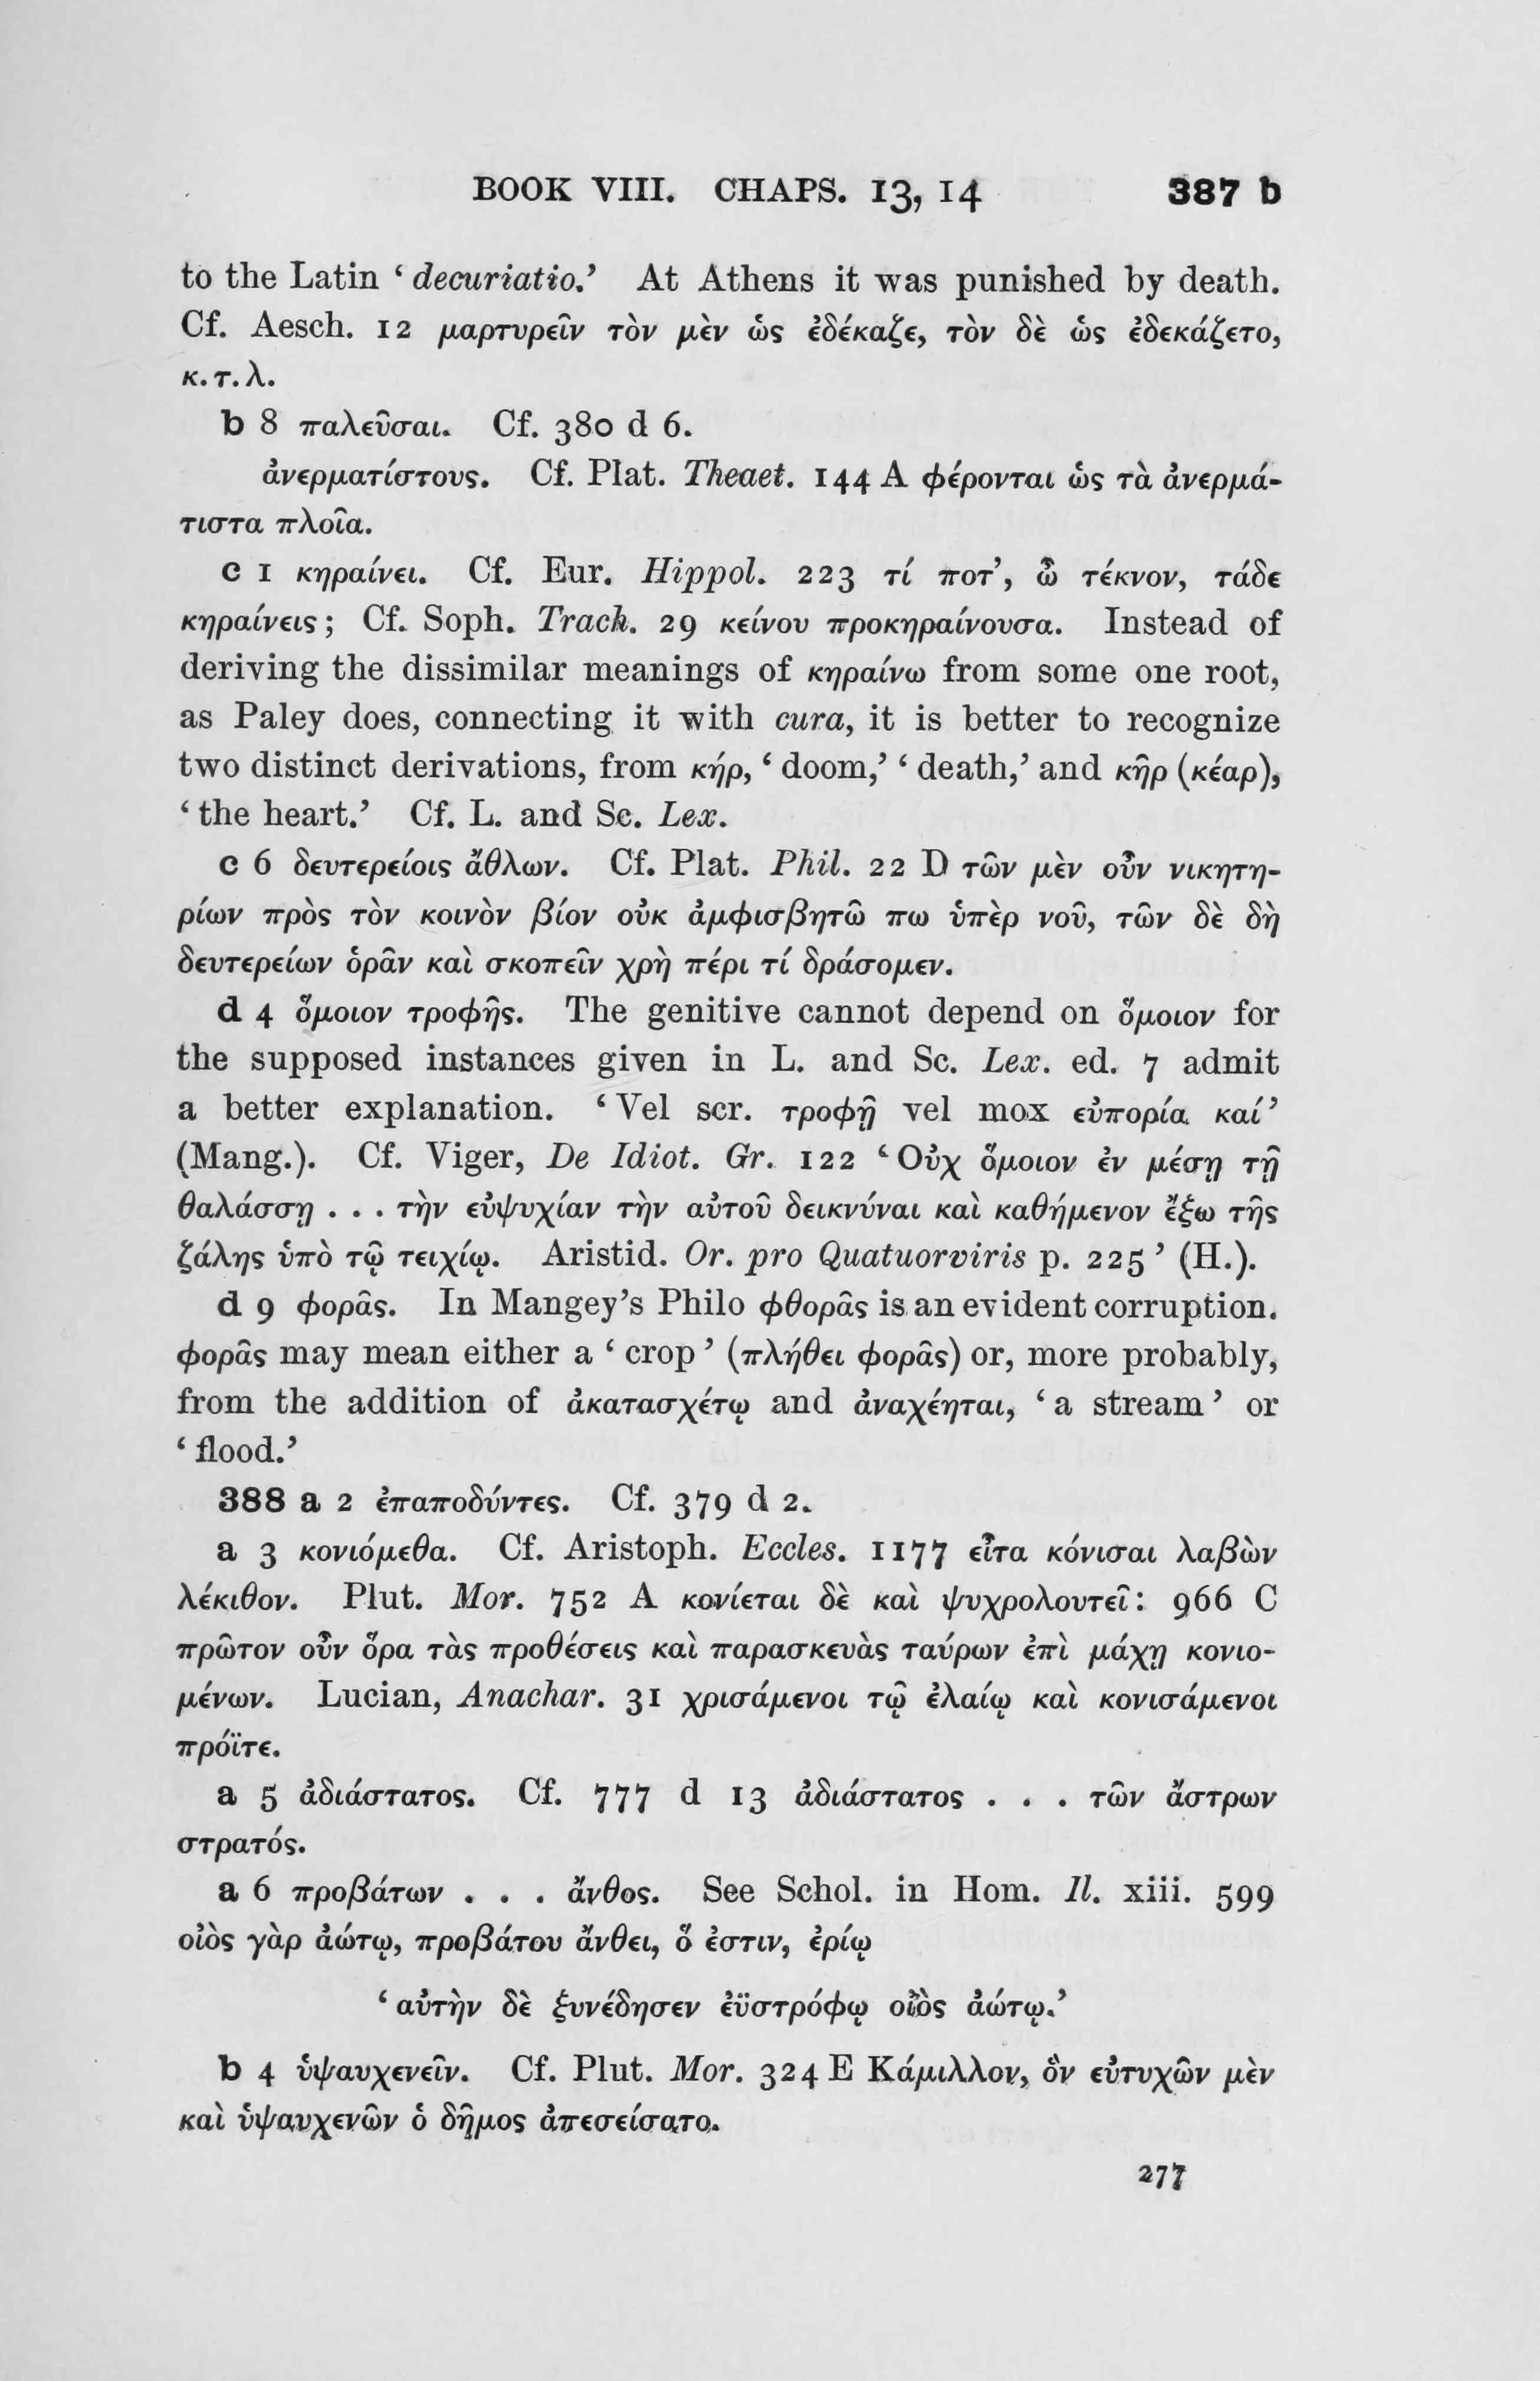 BOOK VIII. CHAPS. 13, 14 387 b
to the Latin ‘decuriatio.’ At Athens it was punished by death.
Cf. Aesch. 12 μαρτυρεῖν τὸν μὲν ὡς ἐδέκαζε, τὸν δὲ ὡς ἐδεκάζετο,
κ.τ.λ.
b 8 παλεῦσαι. Cf. 380 d 6.
ἀνερματίστους. Cf. Plat. Theaet. 144 A φέρονται ὡς τὰ ἀνερμά-
τιστα πλοῖα.
c 1 κηραίνει. Cf. Eur. Hippol. 223 τί ποτ’, ὦ τέκνον, τάδε
κηραίνεις; Cf. Soph. Trach. 29 κείνου προκηραίνουσα. Instead of
deriving the dissimilar meanings of κηραίνω from some one root,
as Paley does, connecting it with cura, it is better to recognize
two distinct derivations, from κήρ, ‘doom,’ ‘death,’ and κῆρ (κέαρ),
‘the heart.’ Cf. L. and Sc. Lex.
c 6 δευτερείοις ἄθλων. Cf. Plat. Phil. 22 D τῶν μὲν οὖν νικητη-
ρίων πρὸς τὸν κοινὸν βίον οὐκ ἀμφισβητῶ πω ὑπὲρ νοῦ, τῶν δὲ δὴ
δευτερείων ὁρᾶν καὶ σκοπεῖν χρὴ πέρι τί δράσομεν.
d 4 ὅμοιον τροφῆς. The genitive cannot depend on ὅμοιον for
the supposed instances given in L. and Sc. Lex. ed. 7 admit
a better explanation. ‘Vel scr. τροφῇ vel mox εὐπορία καί’
(Mang.). Cf. Viger, De Idiot. Gr. 122 ‘Οὐχ ὅμοιον ἐν μέσῃ τῇ
θαλάσσῃ . . . τὴν εὐψυχίαν τὴν αὑτοῦ δεικνύναι καὶ καθήμενον ἔξω τῆς
ζάλης ὑπὸ τῷ τειχίῳ. Aristid. Or. pro Quatuorviris p. 225’ (H.).
d 9 φορᾶς. In Mangey’s Philo φθορᾶς is an evident corruption.
φορᾶς may mean either a ‘crop’ (πλήθει φορᾶς) or, more probably,
from the addition of ἀκατασχέτῳ and ἀναχέηται, ‘a stream’ or
‘flood.’
388 a 2 ἐπαποδύντες. Cf. 379 d 2.
a 3 κονιόμεθα. Cf. Aristoph. Eccles. 1177 εἶτα κόνισαι λαβὼν
λέκιθον. Plut. Mor. 752 A κονίεται δὲ καὶ ψυχρολουτεῖ: 966 C
πρῶτον οὖν ὅρα τὰς προθέσεις καὶ παρασκευὰς ταύρων ἐπὶ μάχῃ κονιο-
μένων. Lucian, Anachar. 31 χρισάμενοι τῷ ἐλαίῳ καὶ κονισάμενοι
πρόϊτε.
a 5 ἀδιάστατος. Cf. 777 d 13 ἀδιάστατος . . . τῶν ἄστρων
στρατός.
a 6 προβάτων . . . ἄνθος. See Schol. in Hom. Il. xiii. 599
οἰὸς γὰρ ἀώτῳ, προβάτου ἄνθει, ὅ ἐστιν, ἐρίῳ
‘αὐτὴν δὲ ξυνέδησεν ἐϋστρόφῳ οἰὸς ἀώτῳ.’
b 4 ὑψαυχενεῖν. Cf. Plut. Mor. 324 E Κάμιλλον, ὃν εὐτυχῶν μὲν
καὶ ὑψαυχενῶν ὁ δῆμος ἀπεσείσατο.
277